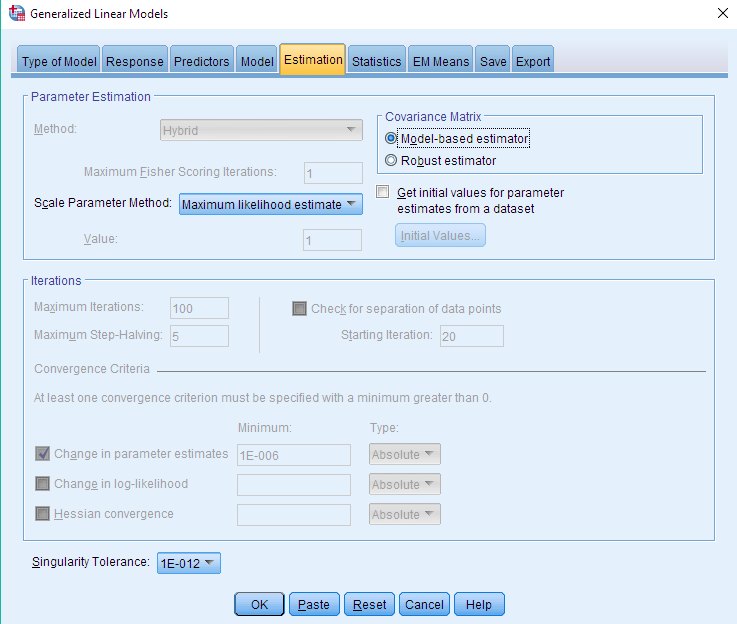 Generalized Linear Models
Type of Model Response Predictors Model Estimation Statistics EM Means Save Export
Parameter Estimation
Method: Hybrid
Maximum Fisher Scoring Iterations: 1
Scale Parameter Method: Maximum likelihood estimate
Value: 1
Covariance Matrix
Model-based estimator
Robust estimator
Get initial values for parameter
estimates from a dataset
Initial Values...
Iterations
Maximum Iterations: 100
Maximum Step-Halving: 5
Check for separation of data points
Starting Iteration: 20
Convergence Criteria
At least one convergence criterion must be specified with a minimum greater than 0.
Minimum: Type:
Change in parameter estimates 1E-006 Absolute
Change in log-likelihood Absolute
Hessian convergence Absolute
Singularity Tolerance: 1E-012
OK Paste Reset Cancel Help